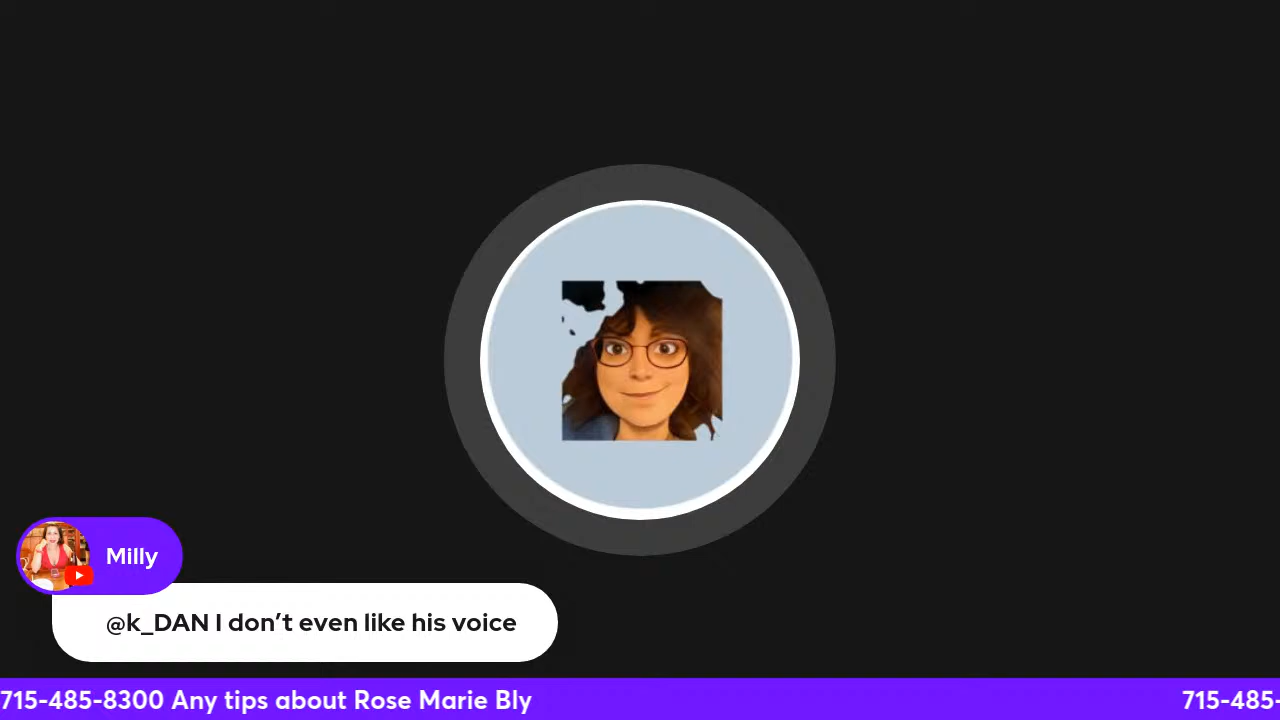 Milly
@k_DAN I don’t even like his voice
715-485-8300 Any tips about Rose Marie Bly 715-485-